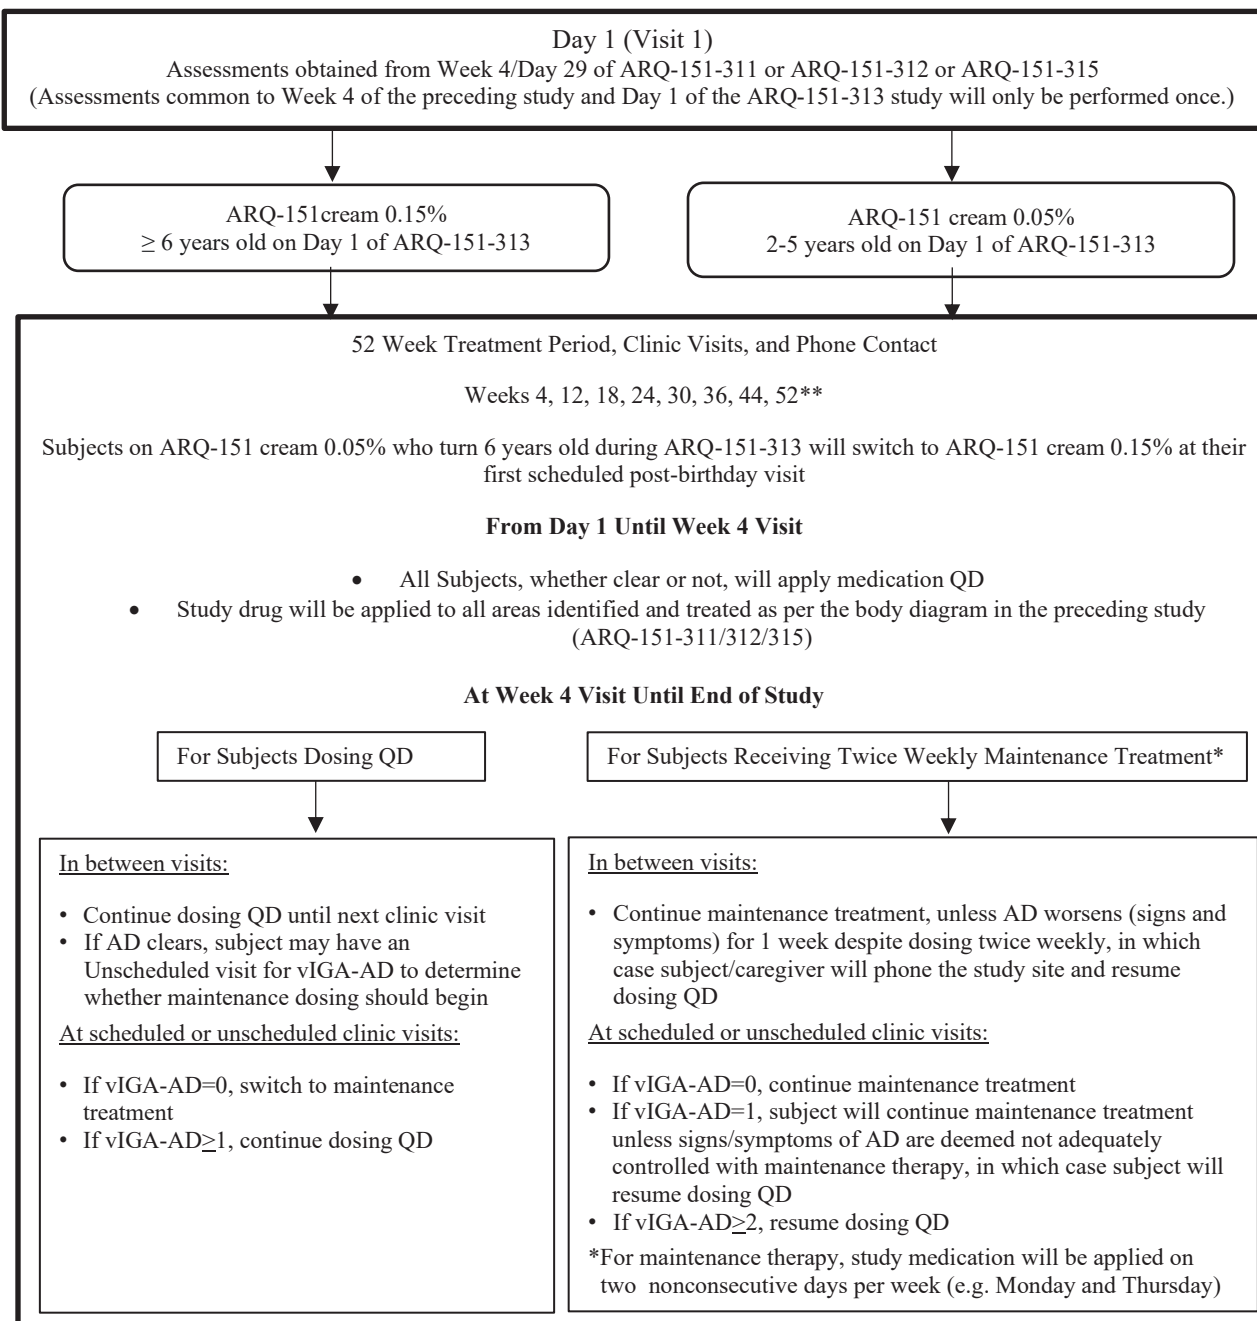 Day 1 (Visit 1)
Assessments obtained from Week 4/Day 29 of ARQ-151-311 or ARQ-151-312 or ARQ-151-315
(Assessments common to Week 4 of the preceding study and Day 1 of the ARQ-151-313 study will only be performed once.)
ARQ-151cream 0.15%
≥ 6 years old on Day 1 of ARQ-151-313
ARQ-151 cream 0.05%
2-5 years old on Day 1 of ARQ-151-313
52 Week Treatment Period, Clinic Visits, and Phone Contact
Weeks 4, 12, 18, 24, 30, 36, 44, 52**
Subjects on ARQ-151 cream 0.05% who turn 6 years old during ARQ-151-313 will switch to ARQ-151 cream 0.15% at their
first scheduled post-birthday visit
From Day 1 Until Week 4 Visit
• All Subjects, whether clear or not, will apply medication QD
• Study drug will be applied to all areas identified and treated as per the body diagram in the preceding study
(ARQ-151-311/312/315)
At Week 4 Visit Until End of Study
For Subjects Dosing QD
In between visits:
• Continue dosing QD until next clinic visit
• If AD clears, subject may have an
Unscheduled visit for vIGA-AD to determine
whether maintenance dosing should begin
At scheduled or unscheduled clinic visits:
• If vIGA-AD=0, switch to maintenance
treatment
• If vIGA-AD≥1, continue dosing QD
For Subjects Receiving Twice Weekly Maintenance Treatment*
In between visits:
• Continue maintenance treatment, unless AD worsens (signs and
symptoms) for 1 week despite dosing twice weekly, in which
case subject/caregiver will phone the study site and resume
dosing QD
At scheduled or unscheduled clinic visits:
• If vIGA-AD=0, continue maintenance treatment
• If vIGA-AD=1, subject will continue maintenance treatment
unless signs/symptoms of AD are deemed not adequately
controlled with maintenance therapy, in which case subject will
resume dosing QD
• If vIGA-AD≥2, resume dosing QD
*For maintenance therapy, study medication will be applied on
two nonconsecutive days per week (e.g. Monday and Thursday)